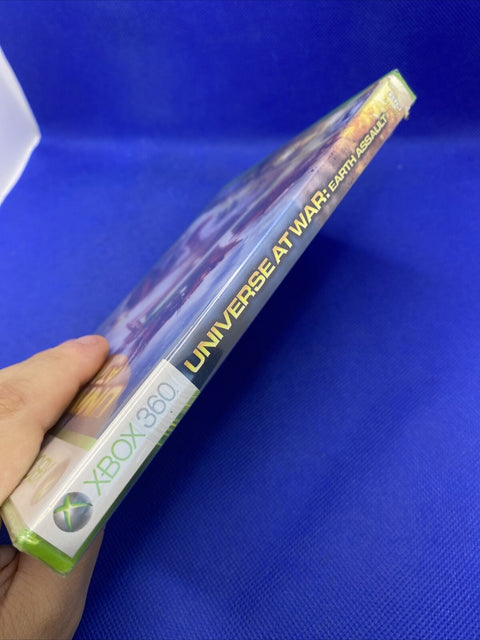 XBOX 360
UNIVERSE AT WAR: EARTH ASSAULT